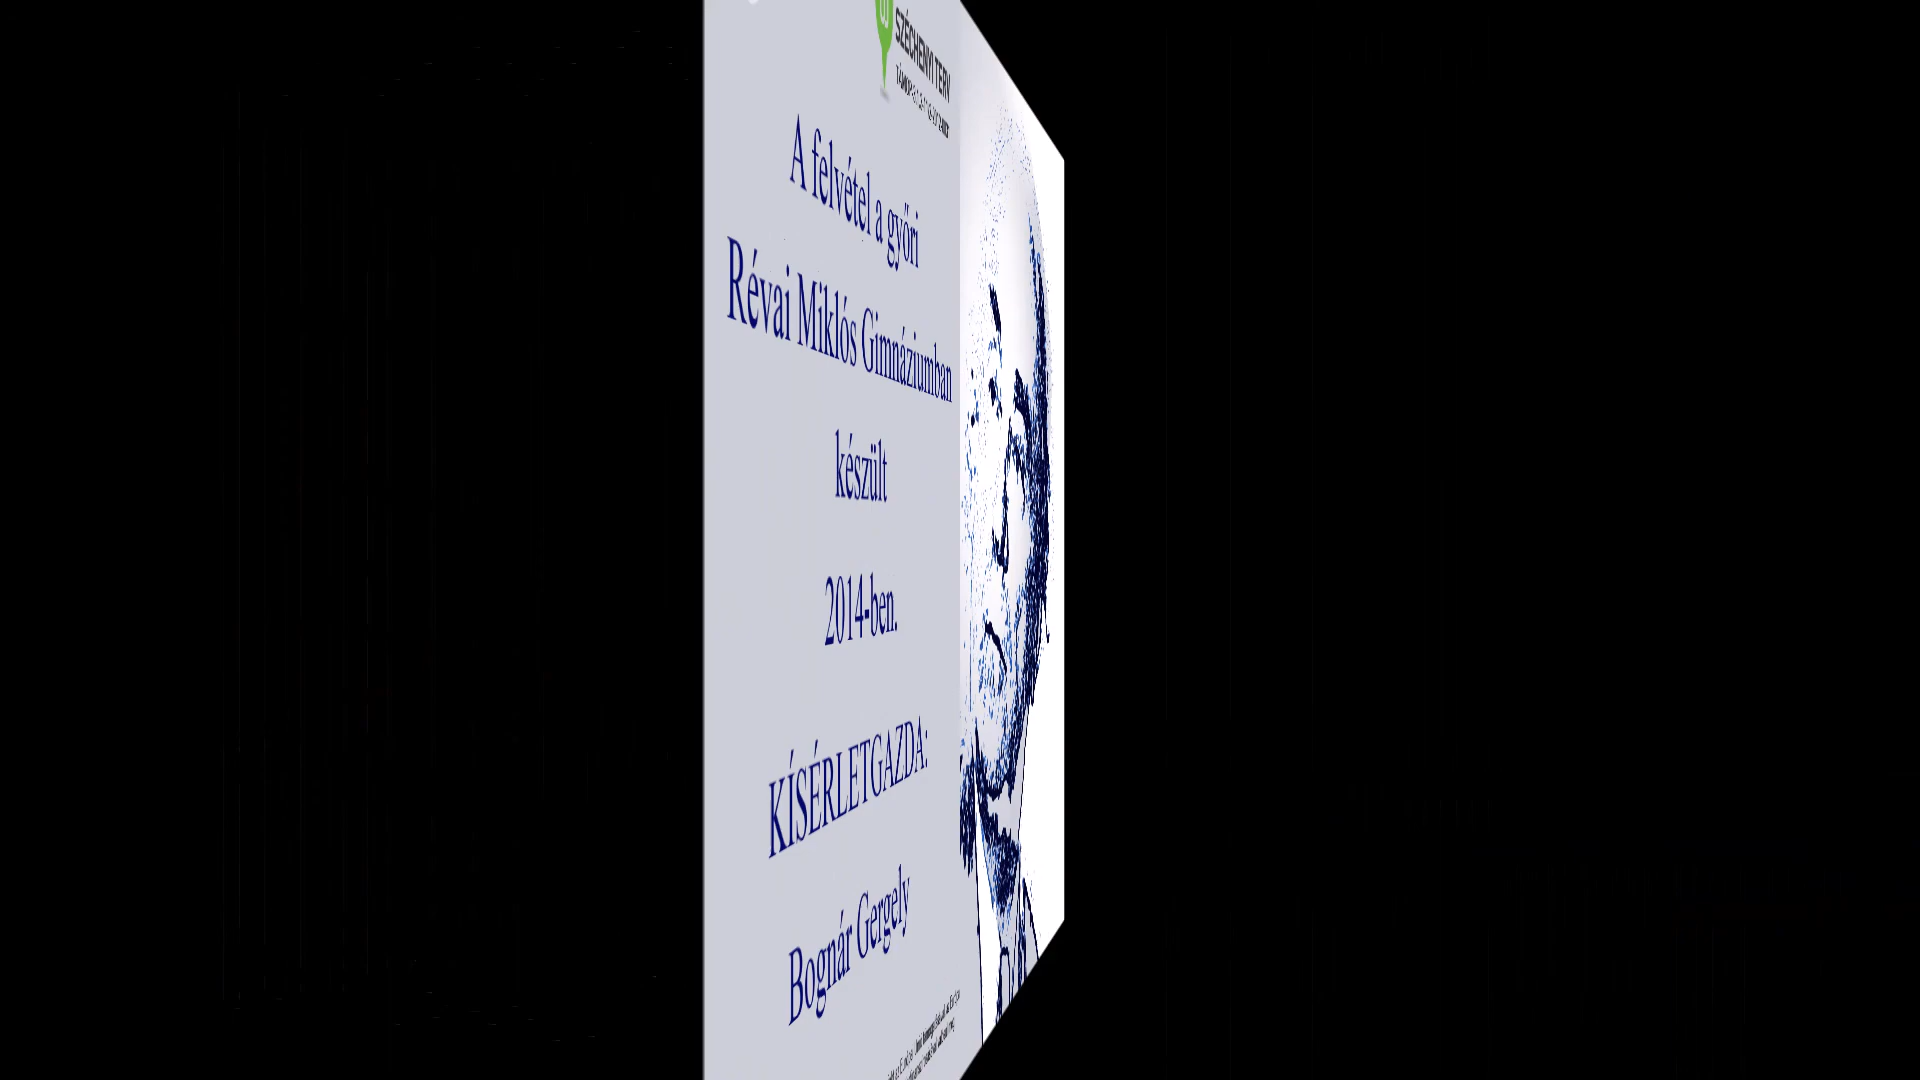 SZÉCHENYI TERV
A felvétel a győri
Révai Miklós Gimnáziumban
készült
2014-ben.
KÍSÉRLETGAZDA:
Bognár Gergely